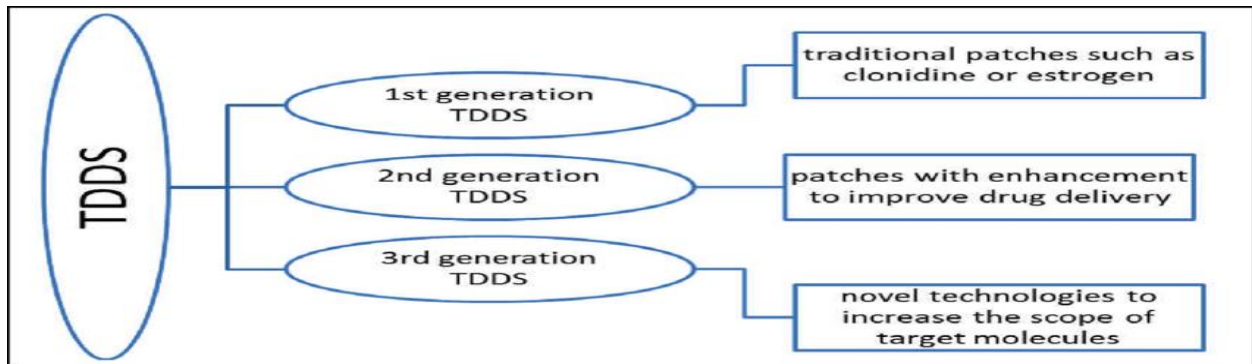 TDDS
1st generation
TDDS
traditional patches such as
clonidine or estrogen
2nd generation
TDDS
patches with enhancement
to improve drug delivery
3rd generation
TDDS
novel technologies to
increase the scope of
target molecules